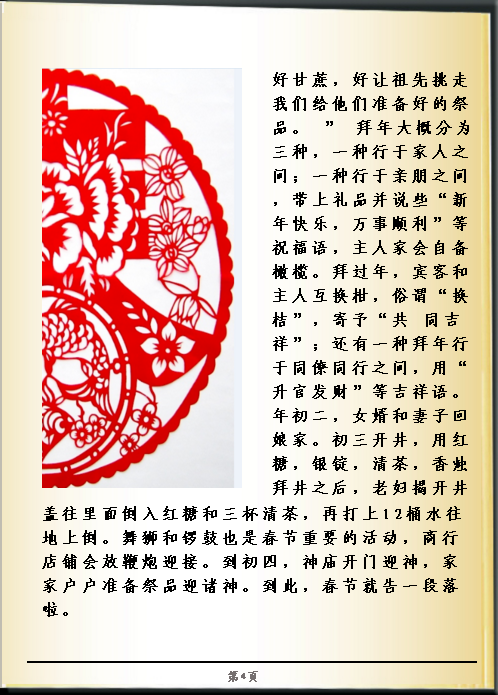 好甘蔗，好让祖先挑走
我们给他们准备好的祭
品。 ” 拜年大概分为
三种，一种行于家人之
间；一种行于亲朋之间
，带上礼品并说些“新
年快乐，万事顺利”等
祝福语，主人家会自备
橄榄。拜过年，宾客和
主人互换柑，俗谓“换
桔”，寄予“共 同吉
祥”；还有一种拜年行
于同僚同行之间，用“
升官发财”等吉祥语。
年初二，女婿和妻子回
娘家。初三开井，用红
糖，银锭，清茶，香烛
拜井之后，老妇揭开井
盖往里面倒入红糖和三杯清茶，再打上12桶水往
地上倒。舞狮和锣鼓也是春节重要的活动，商行
店铺会放鞭炮迎接。到初四，神庙开门迎神，家
家户户准备祭品迎诸神。到此，春节就告一段落
啦。
第4頁